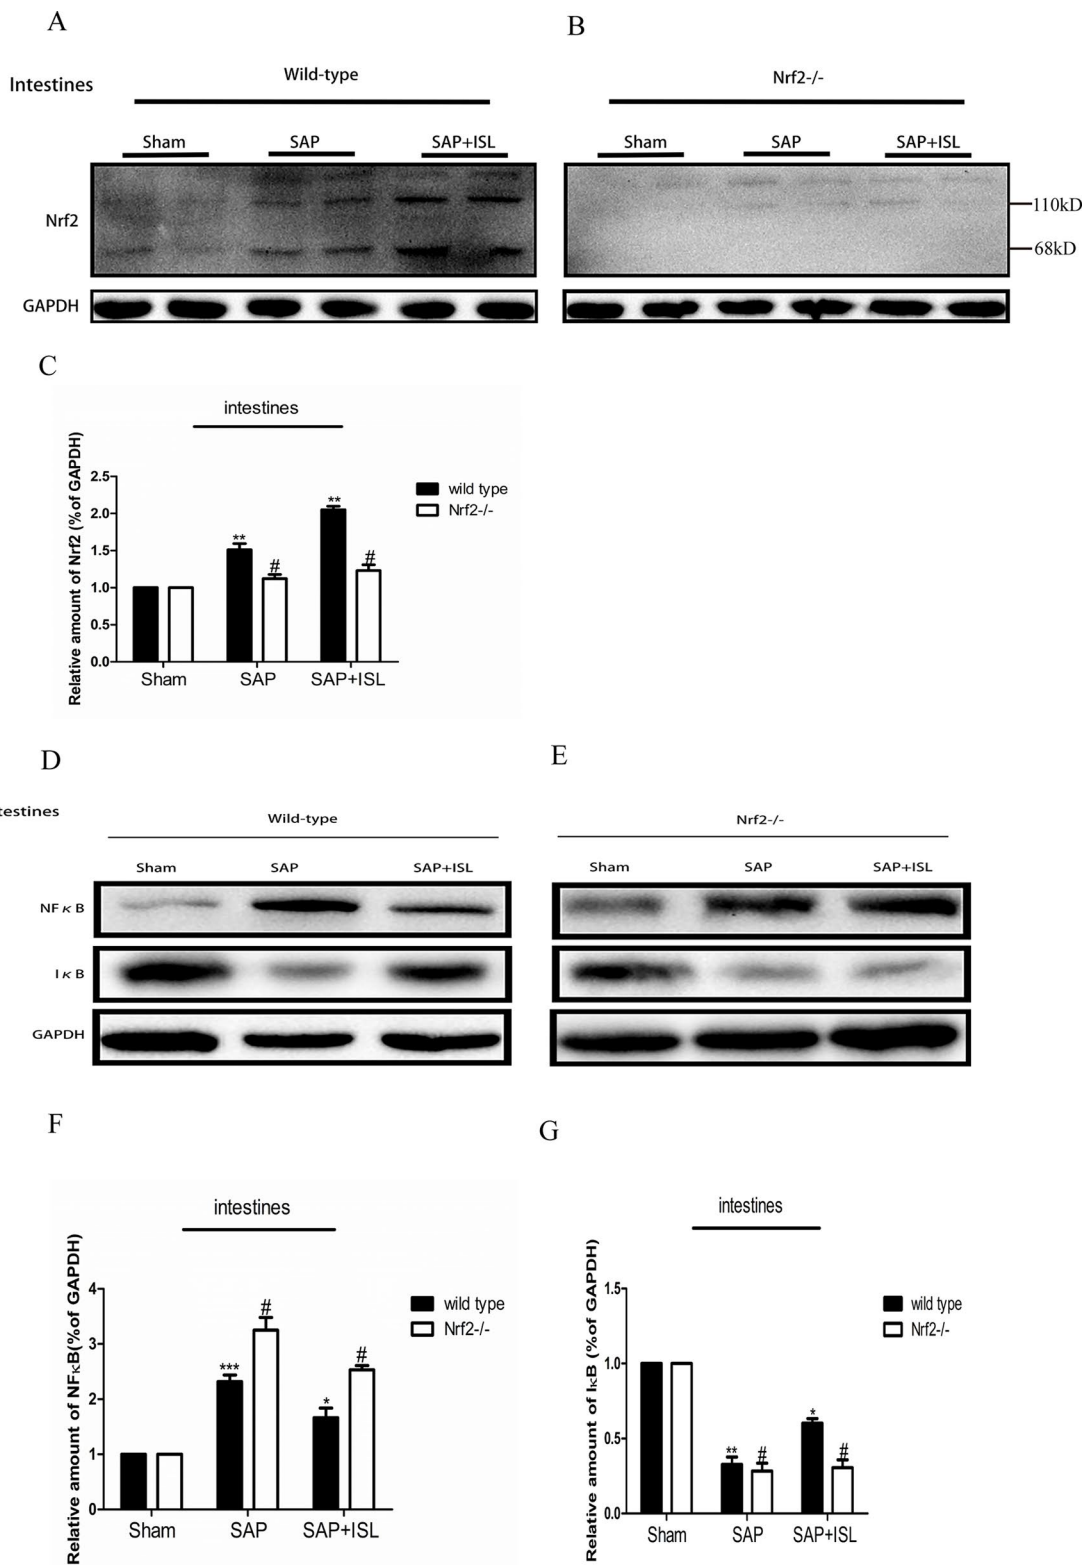 A
B
Intestines
Wild-type
Nrf2-/-
Sham SAP SAP+ISL
Sham SAP SAP+ISL
Nrf2
110kD
68kD
GAPDH
C
intestines
Relative amount of Nrf2 (%of GAPDH)
2.5
2.0
1.5
1.0
0.5
0.0
** # ** #
wild type
Nrf2-/-
Sham SAP SAP+ISL
D
E
testines
Wild-type
Nrf2-/-
Sham SAP SAP+ISL
Sham SAP SAP+ISL
NFκB
IκB
GAPDH
F
G
intestines
Relative amount of NFκB(%of GAPDH)
4
3
2
1
0
*** # * #
wild type
Nrf2-/-
Sham SAP SAP+ISL
intestines
Relative amount of IκB (%of GAPDH)
1.5
1.0
0.5
0.0
** # * #
wild type
Nrf2-/-
Sham SAP SAP+ISL